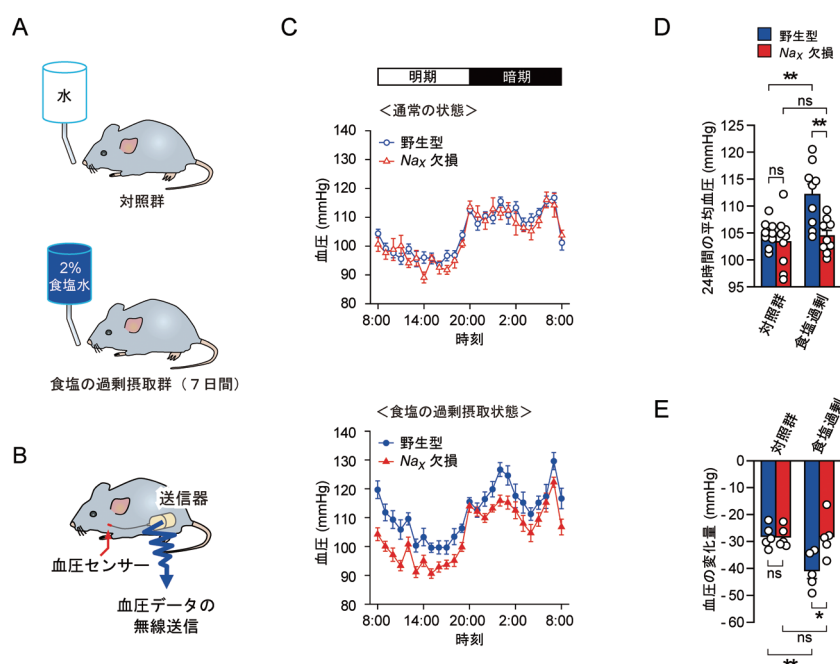 A
水
対照群
2%
食塩水
食塩の過剰摂取群（7日間）
B
送信器
血圧センサー
血圧データの
無線送信
C
明期
暗期
＜通常の状態＞
野生型
NaX 欠損
血圧 (mmHg)
140
130
120
110
100
90
80
8:00
14:00
20:00
2:00
8:00
時刻
＜食塩の過剰摂取状態＞
野生型
NaX 欠損
血圧 (mmHg)
140
130
120
110
100
90
80
8:00
14:00
20:00
2:00
8:00
時刻
D
野生型
NaX 欠損
**
ns
**
ns
24時間の平均血圧 (mmHg)
125
120
115
110
105
100
95
対照群
食塩過剰
E
対照群
食塩過剰
血圧の変化量 (mmHg)
0
- 10
- 20
- 30
- 40
- 50
- 60
ns
*
ns
**